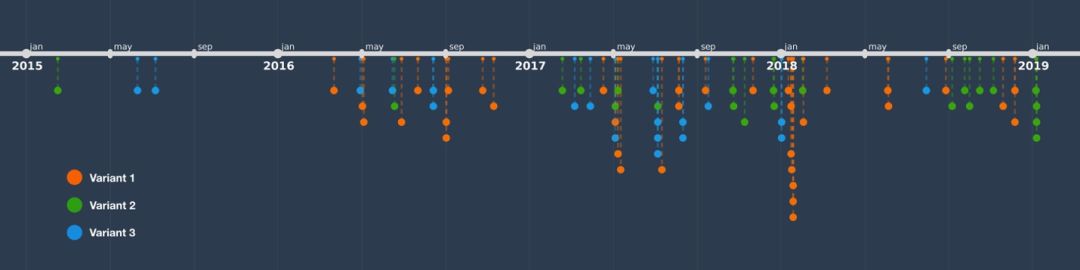 jan may sep jan may sep jan may sep jan may sep jan
2015 2016 2017 2018 2019
Variant 1
Variant 2
Variant 3